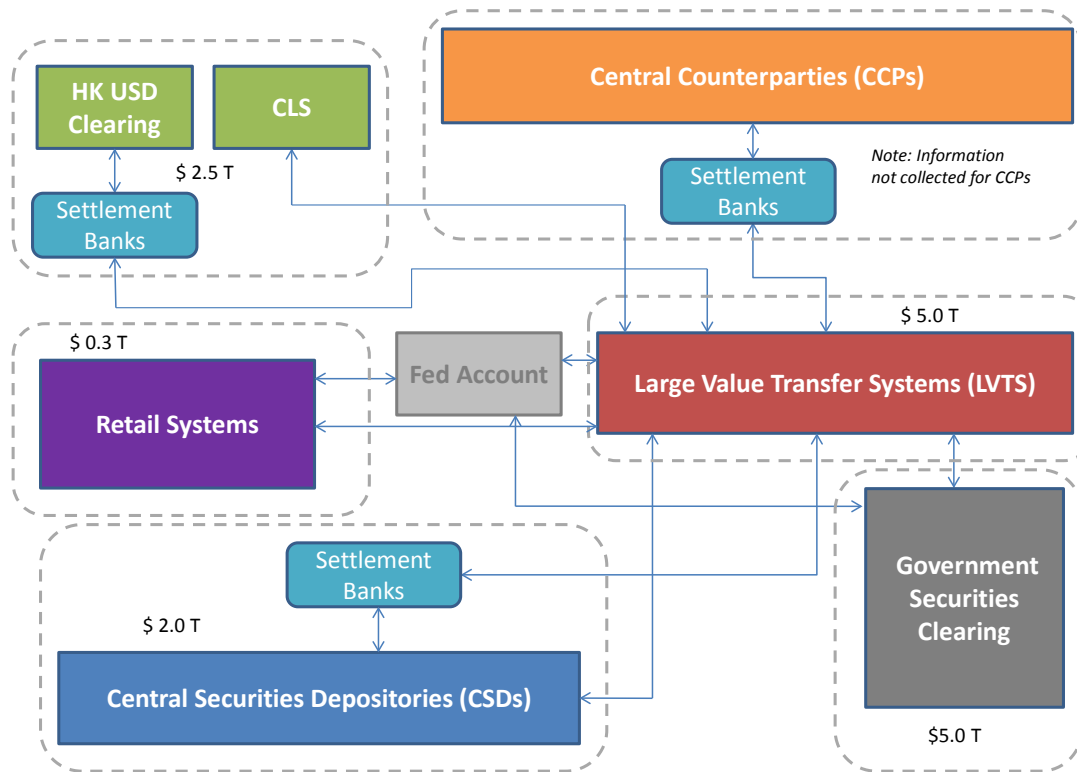 HK USD
Clearing
CLS
$ 2.5 T
Settlement
Banks
Central Counterparties (CCPs)
Settlement
Banks
Note: Information
not collected for CCPs
$ 0.3 T
Retail Systems
Fed Account
$ 5.0 T
Large Value Transfer Systems (LVTS)
Settlement
Banks
$ 2.0 T
Central Securities Depositories (CSDs)
Government
Securities
Clearing
$5.0 T